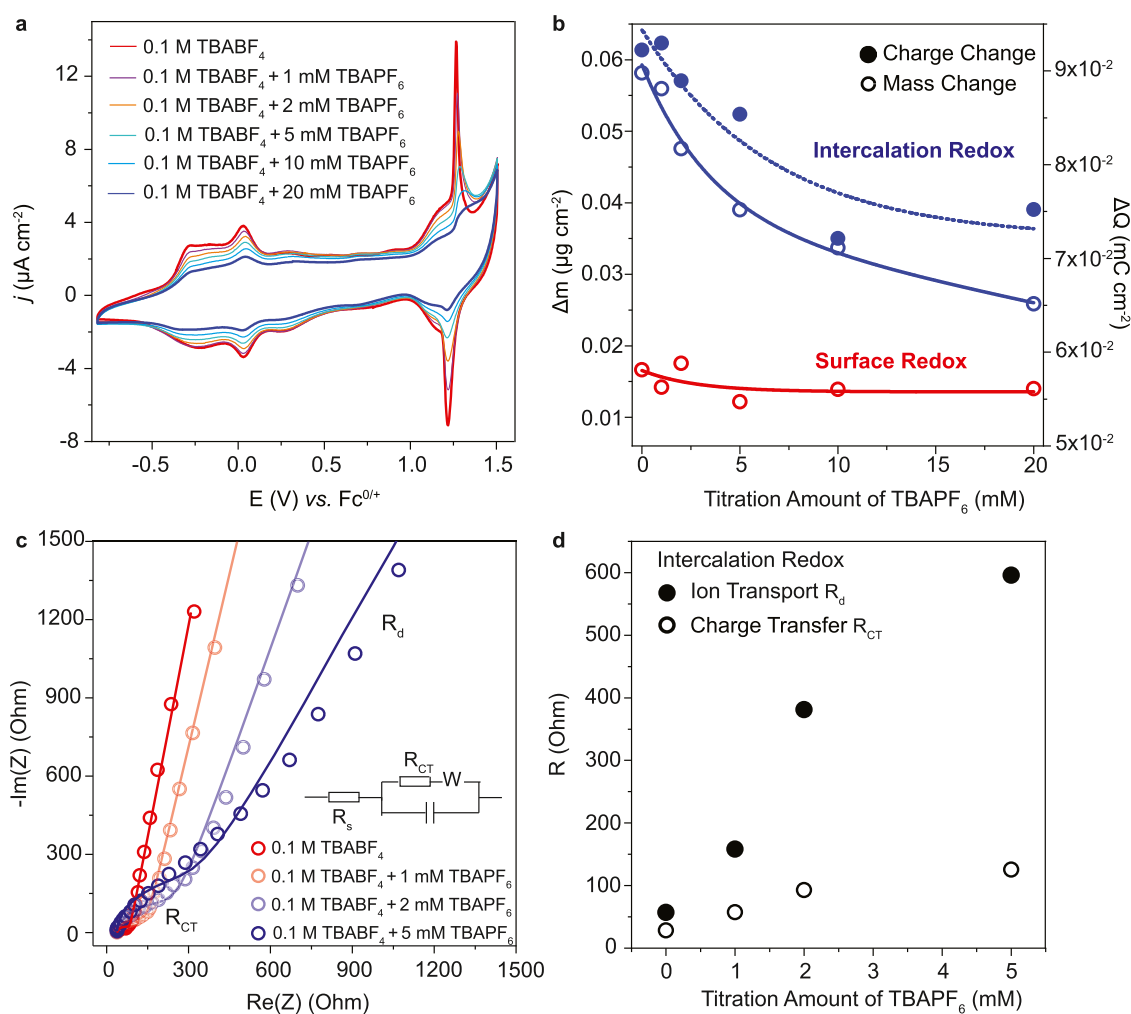 a
0.1 M TBABF4
0.1 M TBABF4 + 1 mM TBAPF6
0.1 M TBABF4 + 2 mM TBAPF6
0.1 M TBABF4 + 5 mM TBAPF6
0.1 M TBABF4 + 10 mM TBAPF6
0.1 M TBABF4 + 20 mM TBAPF6
12
8
4
0
-4
-8
j (μA cm-2)
-0.5 0.0 0.5 1.0 1.5
E (V) vs. Fc0/+
b
Charge Change
Mass Change
Intercalation Redox
Surface Redox
0.06
0.05
0.04
0.03
0.02
0.01
Δm (μg cm-2)
9x10-2
8x10-2
7x10-2
6x10-2
5x10-2
ΔQ (mC cm-2)
0 5 10 15 20
Titration Amount of TBAPF6 (mM)
c
1500
1200
900
600
300
0
-Im(Z) (Ohm)
Rd
RCT
W
Rs
RCT
0.1 M TBABF4
0.1 M TBABF4 + 1 mM TBAPF6
0.1 M TBABF4 + 2 mM TBAPF6
0.1 M TBABF4 + 5 mM TBAPF6
0 300 600 900 1200 1500
Re(Z) (Ohm)
d
Intercalation Redox
Ion Transport Rd
Charge Transfer RCT
600
500
400
300
200
100
0
R (Ohm)
0 1 2 3 4 5
Titration Amount of TBAPF6 (mM)